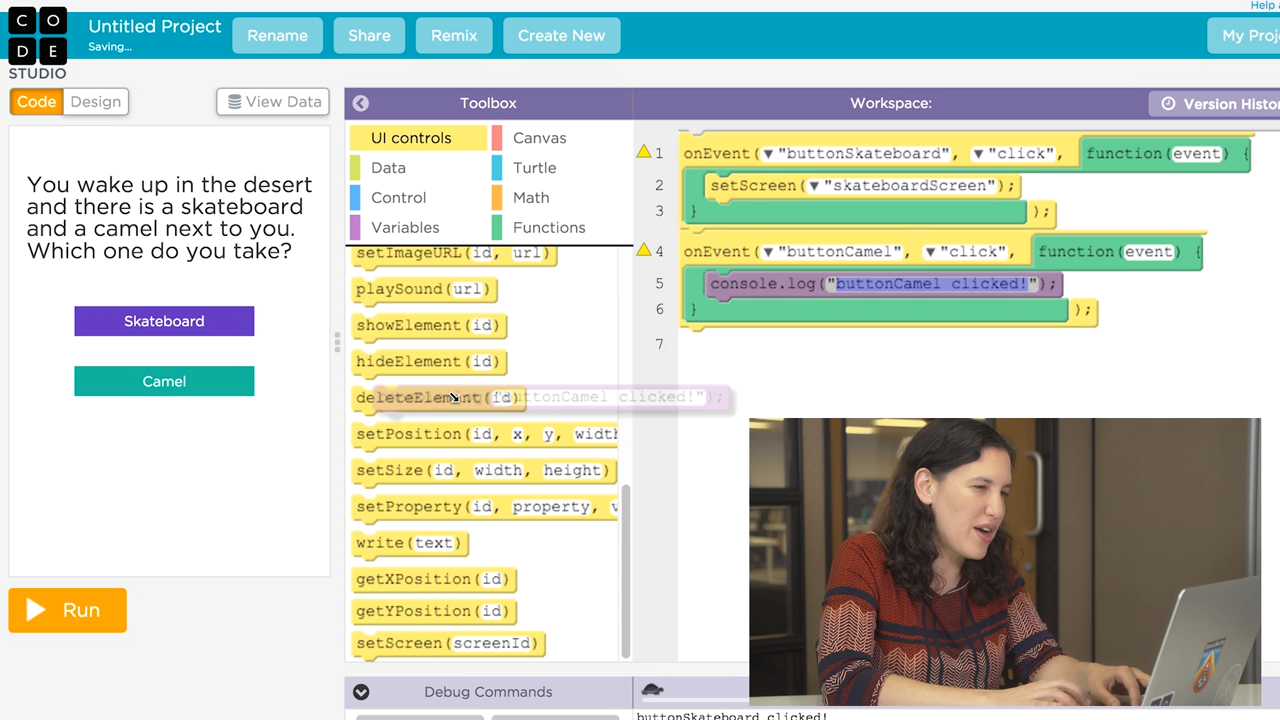 Help
C O
D E
STUDIO
Untitled Project
Saving...
Rename
Share
Remix
Create New
My
Code
Design
View Data
Toolbox
Workspace:
Version
UI controls
Canvas
Data
Turtle
Control
Math
Variables
Functions
You wake up in the desert
and there is a skateboard
and a camel next to you.
Which one do you take?
Skateboard
Camel
Run
setImageURL(id, url)
playSound(url)
showElement(id)
hideElement(id)
deleteElement(id)
buttonCamel clicked!");
setPosition(id, x, y, width
setSize(id, width, height)
setProperty(id, property, v
write(text)
getXPosition(id)
getYPosition(id)
setScreen(screenId)
1 onEvent(▼"buttonSkateboard", ▼"click", function(event) {
2 setScreen(▼"skateboardScreen");
3 } );
4 onEvent(▼"buttonCamel", ▼"click", function(event) {
5 console.log("buttonCamel clicked!");
6 } );
7
Debug Commands
buttonSkateboard clicked!